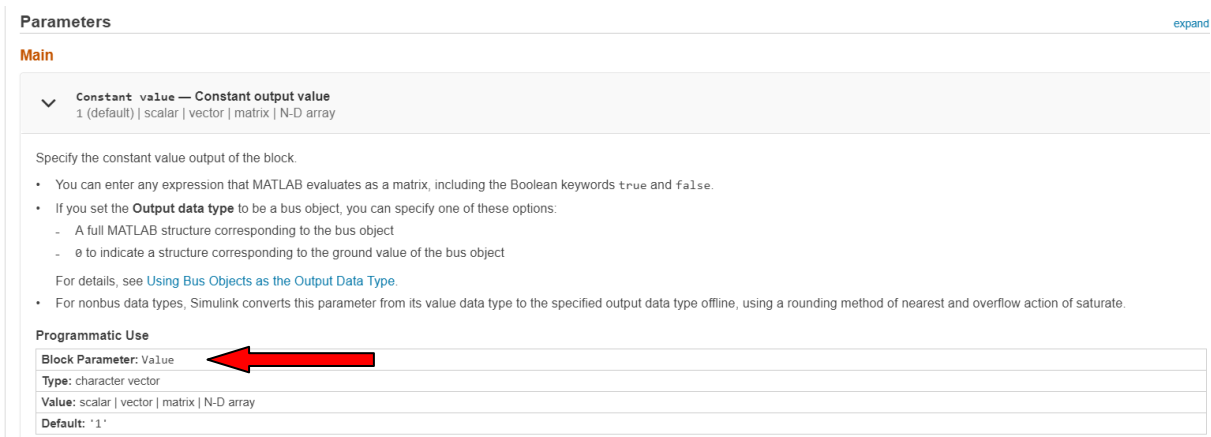 Parameters
expand
Main
Constant value — Constant output value
1 (default) | scalar | vector | matrix | N-D array
Specify the constant value output of the block.
• You can enter any expression that MATLAB evaluates as a matrix, including the Boolean keywords true and false.
• If you set the Output data type to be a bus object, you can specify one of these options:
- A full MATLAB structure corresponding to the bus object
- 0 to indicate a structure corresponding to the ground value of the bus object
For details, see Using Bus Objects as the Output Data Type.
• For nonbus data types, Simulink converts this parameter from its value data type to the specified output data type offline, using a rounding method of nearest and overflow action of saturate.
Programmatic Use
Block Parameter: Value
Type: character vector
Value: scalar | vector | matrix | N-D array
Default: '1'